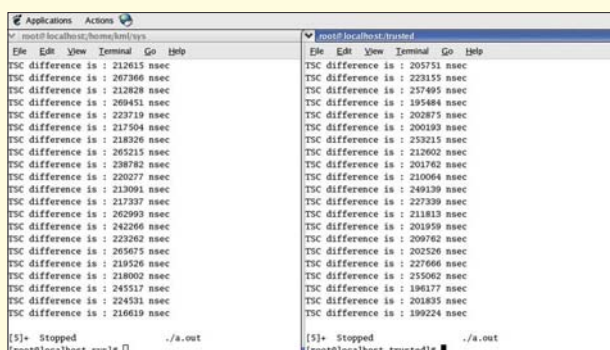 Applications Actions
root@localhost:/home/kml/sys
File Edit View Terminal Go Help
TSC difference is : 212615 nsec
TSC difference is : 267366 nsec
TSC difference is : 212828 nsec
TSC difference is : 269451 nsec
TSC difference is : 223719 nsec
TSC difference is : 217504 nsec
TSC difference is : 218326 nsec
TSC difference is : 265215 nsec
TSC difference is : 238782 nsec
TSC difference is : 220277 nsec
TSC difference is : 213091 nsec
TSC difference is : 217337 nsec
TSC difference is : 262993 nsec
TSC difference is : 242266 nsec
TSC difference is : 223262 nsec
TSC difference is : 265675 nsec
TSC difference is : 219526 nsec
TSC difference is : 218002 nsec
TSC difference is : 245517 nsec
TSC difference is : 224531 nsec
TSC difference is : 216619 nsec
[5]+ Stopped ./a.out
root@localhost:/trusted
File Edit View Terminal Go Help
TSC difference is : 205751 nsec
TSC difference is : 223155 nsec
TSC difference is : 257495 nsec
TSC difference is : 195484 nsec
TSC difference is : 202875 nsec
TSC difference is : 200193 nsec
TSC difference is : 253215 nsec
TSC difference is : 212602 nsec
TSC difference is : 201762 nsec
TSC difference is : 210064 nsec
TSC difference is : 249139 nsec
TSC difference is : 227339 nsec
TSC difference is : 211813 nsec
TSC difference is : 201959 nsec
TSC difference is : 209762 nsec
TSC difference is : 202526 nsec
TSC difference is : 227666 nsec
TSC difference is : 255062 nsec
TSC difference is : 196177 nsec
TSC difference is : 201835 nsec
TSC difference is : 199224 nsec
[5]+ Stopped ./a.out